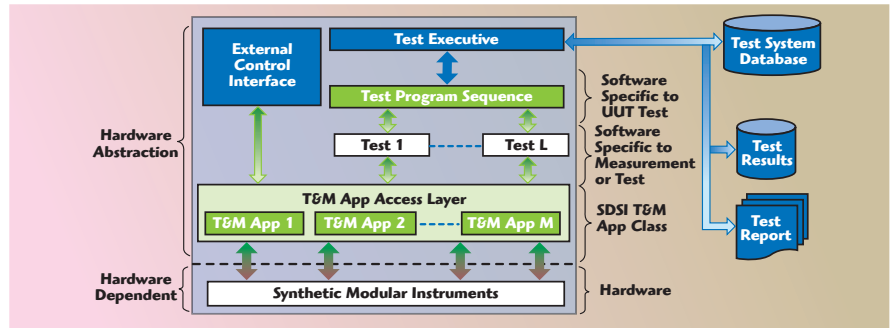 External
Control
Interface
Test Executive
Test System
Database
Test Program Sequence
Software
Specific to
UUT Test
Hardware
Abstraction
Test 1
Test L
Software
Specific to
Measurement
or Test
Test
Results
T&M App Access Layer
T&M App 1
T&M App 2
T&M App M
SDSI T&M
App Class
Test
Report
Hardware
Dependent
Synthetic Modular Instruments
Hardware